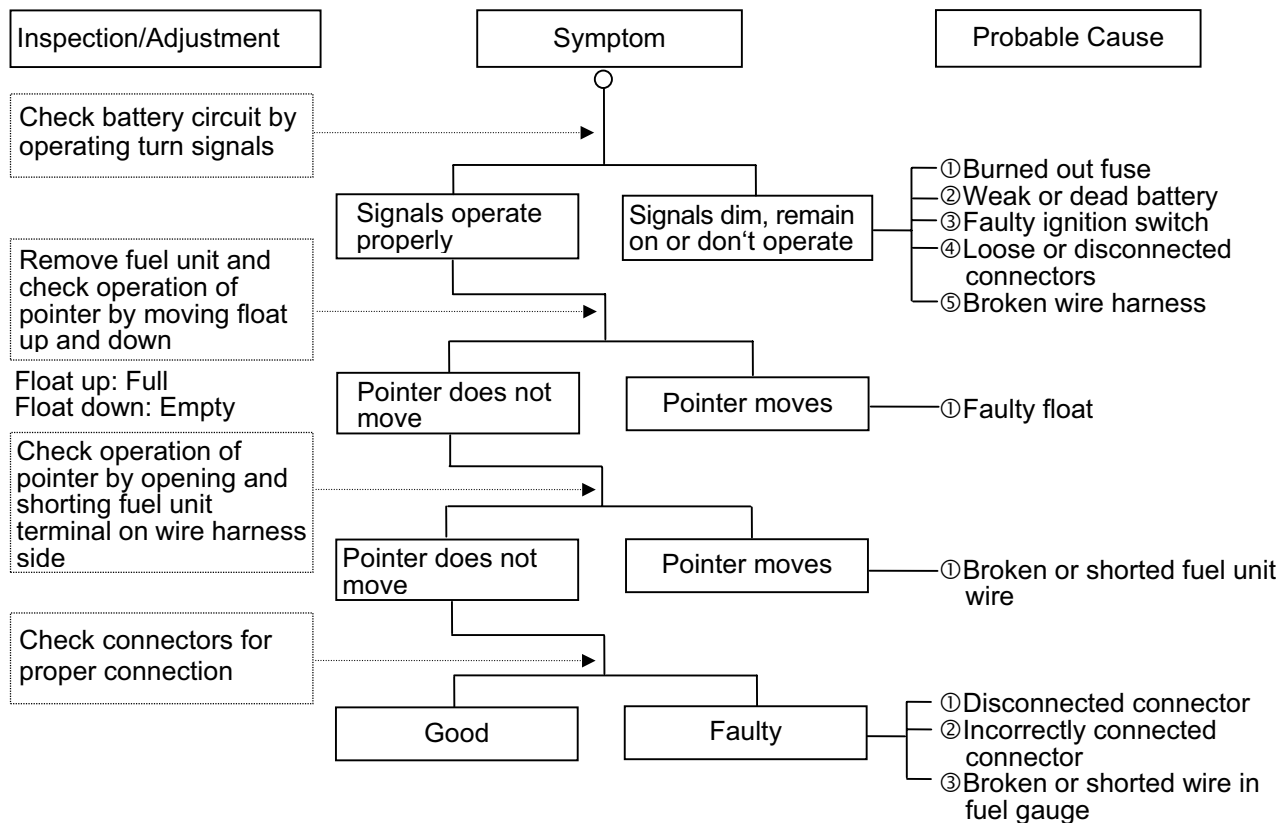 Inspection/Adjustment
Symptom
Probable Cause
Check battery circuit by
operating turn signals
Signals operate
properly
Signals dim, remain
on or don‘t operate
①Burned out fuse
②Weak or dead battery
③Faulty ignition switch
④Loose or disconnected
connectors
⑤Broken wire harness
Remove fuel unit and
check operation of
pointer by moving float
up and down
Float up: Full
Float down: Empty
Pointer does not
move
Pointer moves
①Faulty float
Check operation of
pointer by opening and
shorting fuel unit
terminal on wire harness
side
Pointer does not
move
Pointer moves
①Broken or shorted fuel unit
wire
Check connectors for
proper connection
Good
Faulty
①Disconnected connector
②Incorrectly connected
connector
③Broken or shorted wire in
fuel gauge